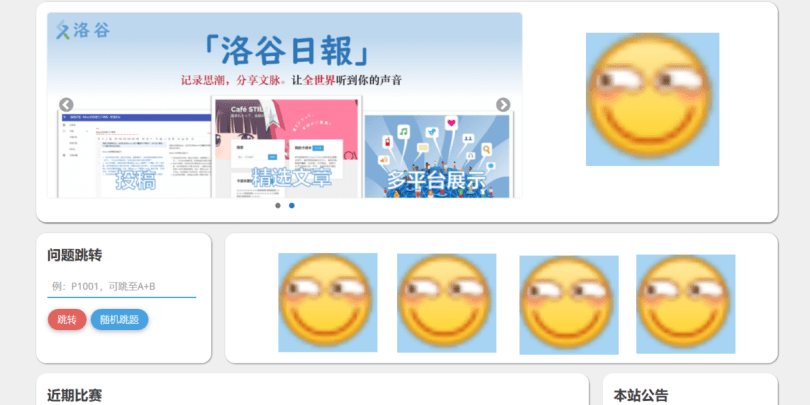 洛谷
「洛谷日報」
记录思潮，分享文脉。让全世界听到你的声音
Café STILE
投稿
精选文章
多平台展示
问题跳转
例：P1001，可跳至A+B
跳转
随机跳题
近期比赛
本站公告